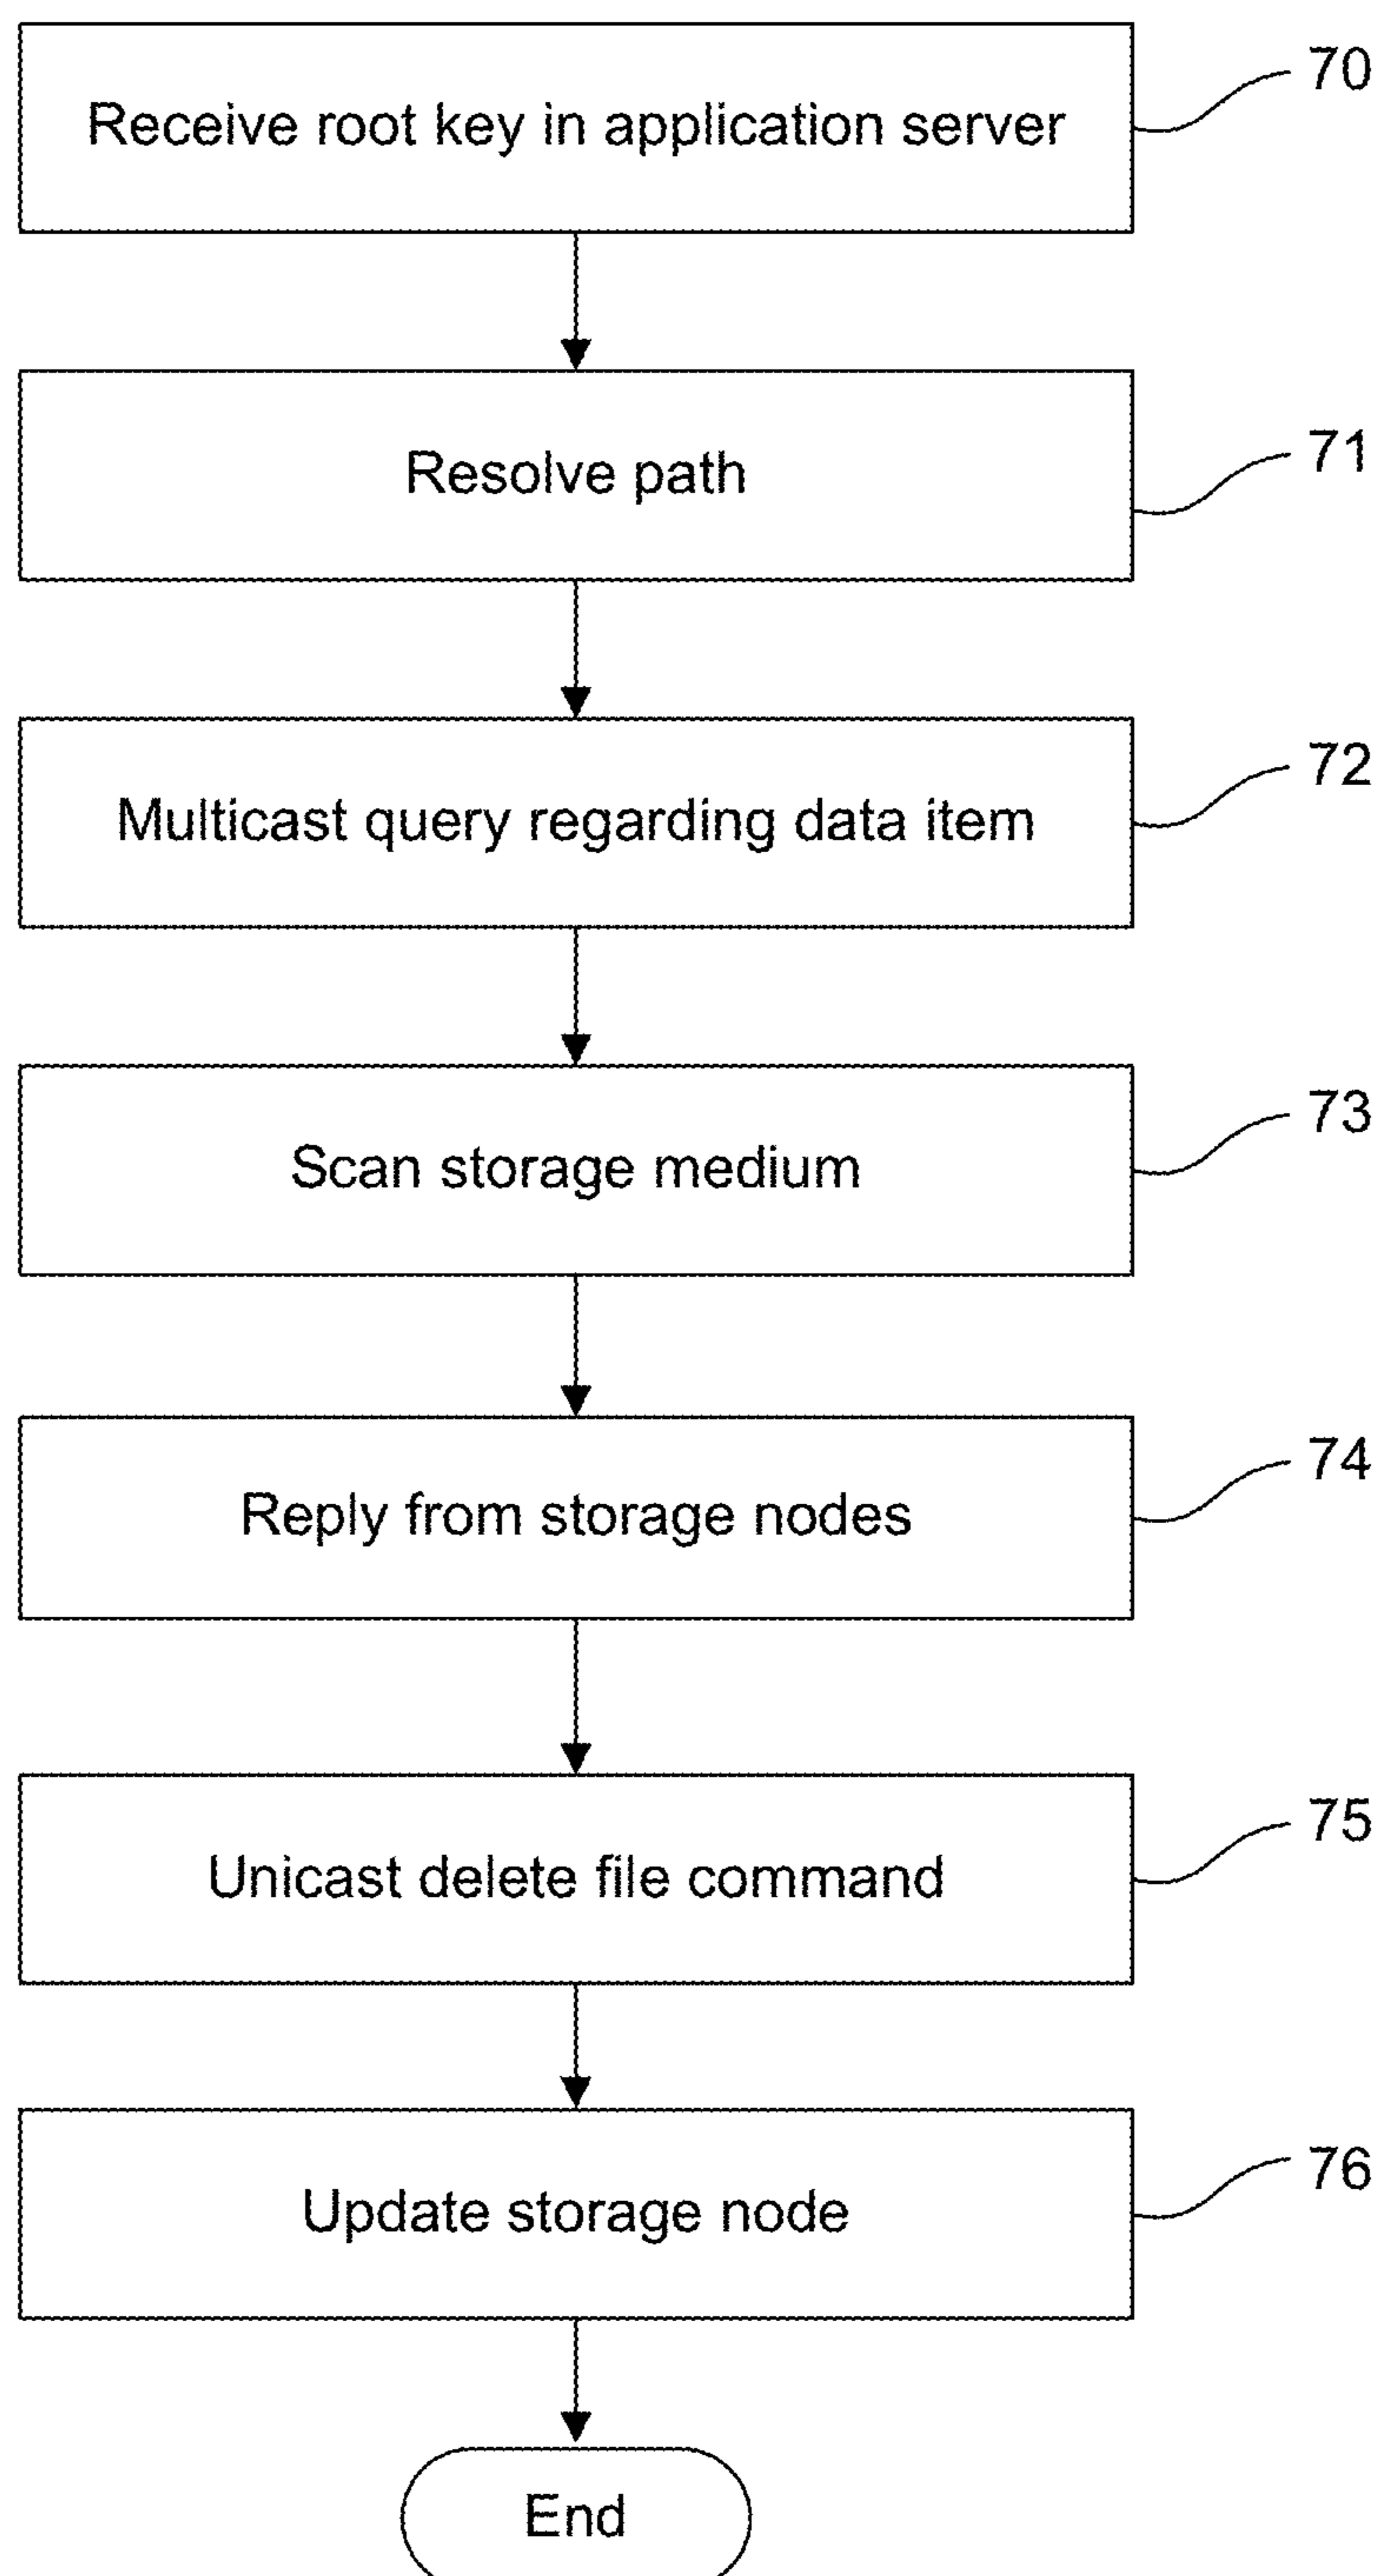 Receive root key in application server
70
Resolve path
71
Multicast query regarding data item
72
Scan storage medium
73
Reply from storage nodes
74
Unicast delete file command
75
Update storage node
76
End